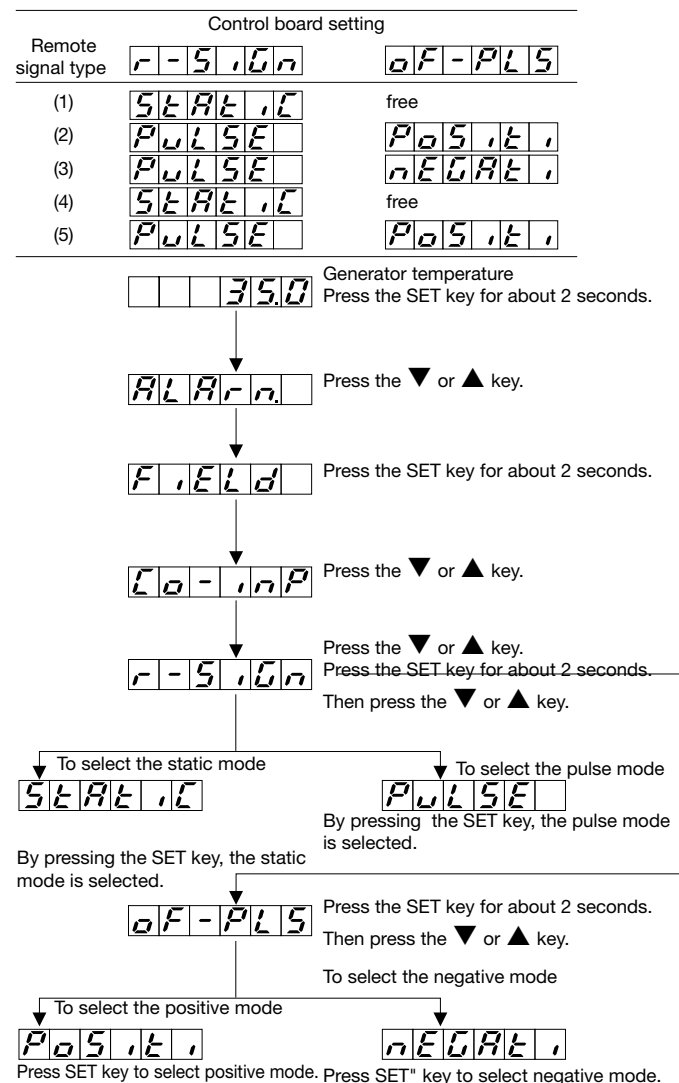 Control board setting
Remote
signal type r-SiGn oF-PLS
(1) StAtiC free
(2) PuLSE PoSiti
(3) PuLSE nEGAti
(4) StAtiC free
(5) PuLSE PoSiti
35.0 Generator temperature
Press the SET key for about 2 seconds.
ALArn. Press the ▼ or ▲ key.
FiELd Press the SET key for about 2 seconds.
Co-inP Press the ▼ or ▲ key.
Press the ▼ or ▲ key.
r-SiGn Press the SET key for about 2 seconds.
Then press the ▼ or ▲ key.
To select the static mode To select the pulse mode
StAtiC PuLSE
By pressing the SET key, the pulse mode
is selected.
By pressing the SET key, the static
mode is selected.
oF-PLS Press the SET key for about 2 seconds.
Then press the ▼ or ▲ key.
To select the negative mode
To select the positive mode
PoSiti nEGAti
Press SET key to select positive mode. Press SET" key to select negative mode.